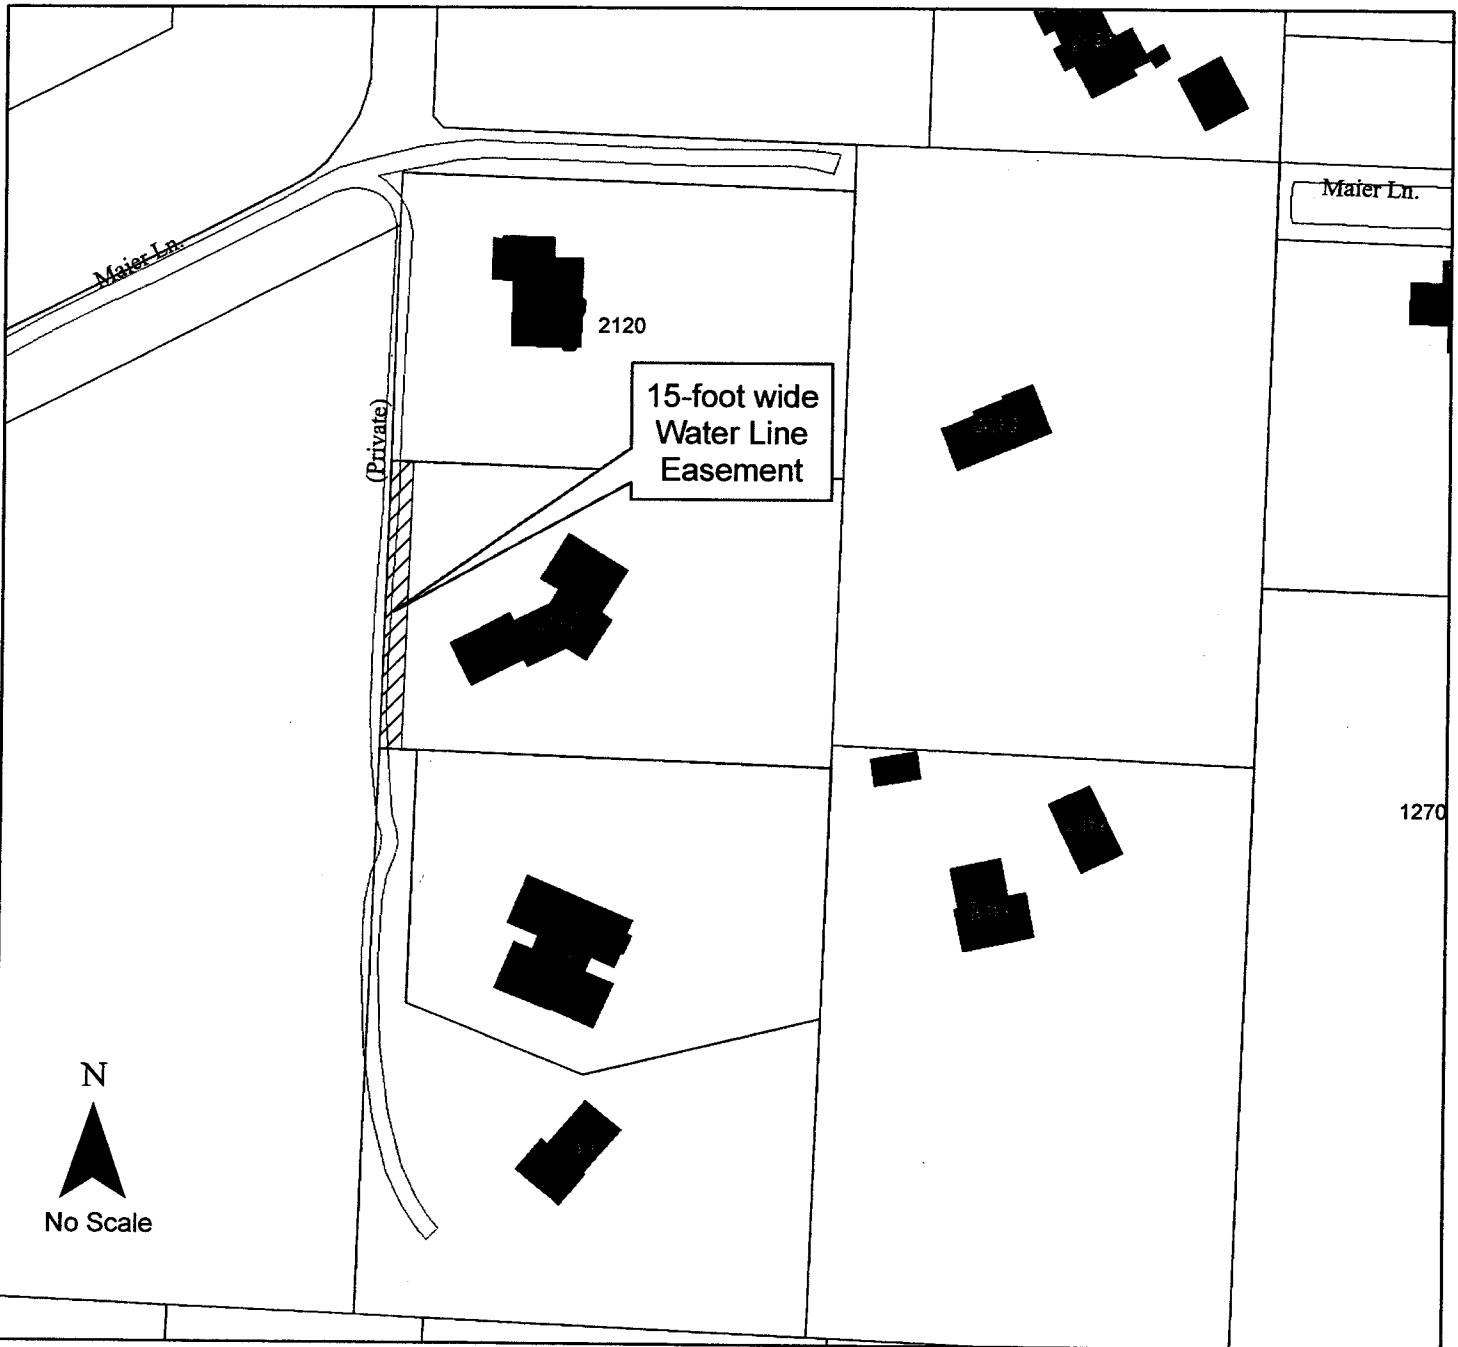 Maier Ln.
Maier Ln.
2120
15-foot wide
Water Line
Easement
(Private)
1270
N
No Scale